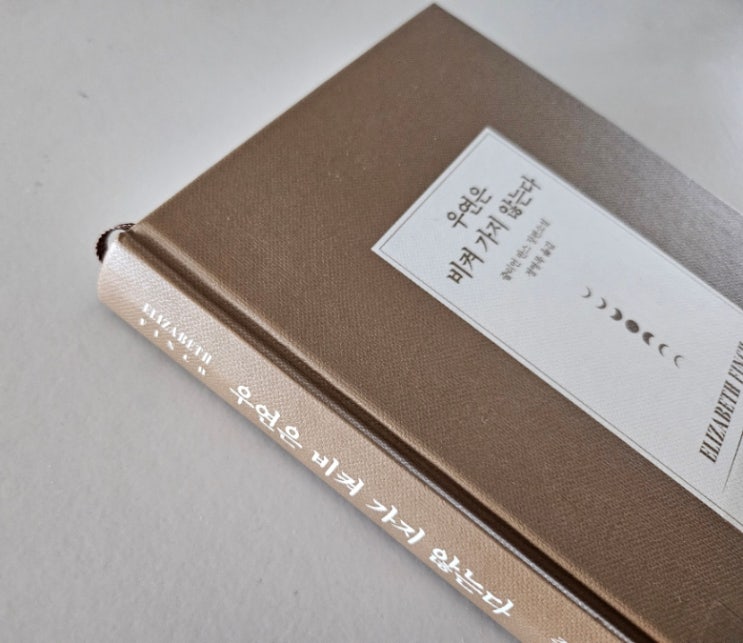 우연은
비켜 가지 않는다
줄리언 반스 장편소설
정영목 옮김
ELIZABETH
ELIZABETH
FINCH
우연은 비켜 가지 않는다